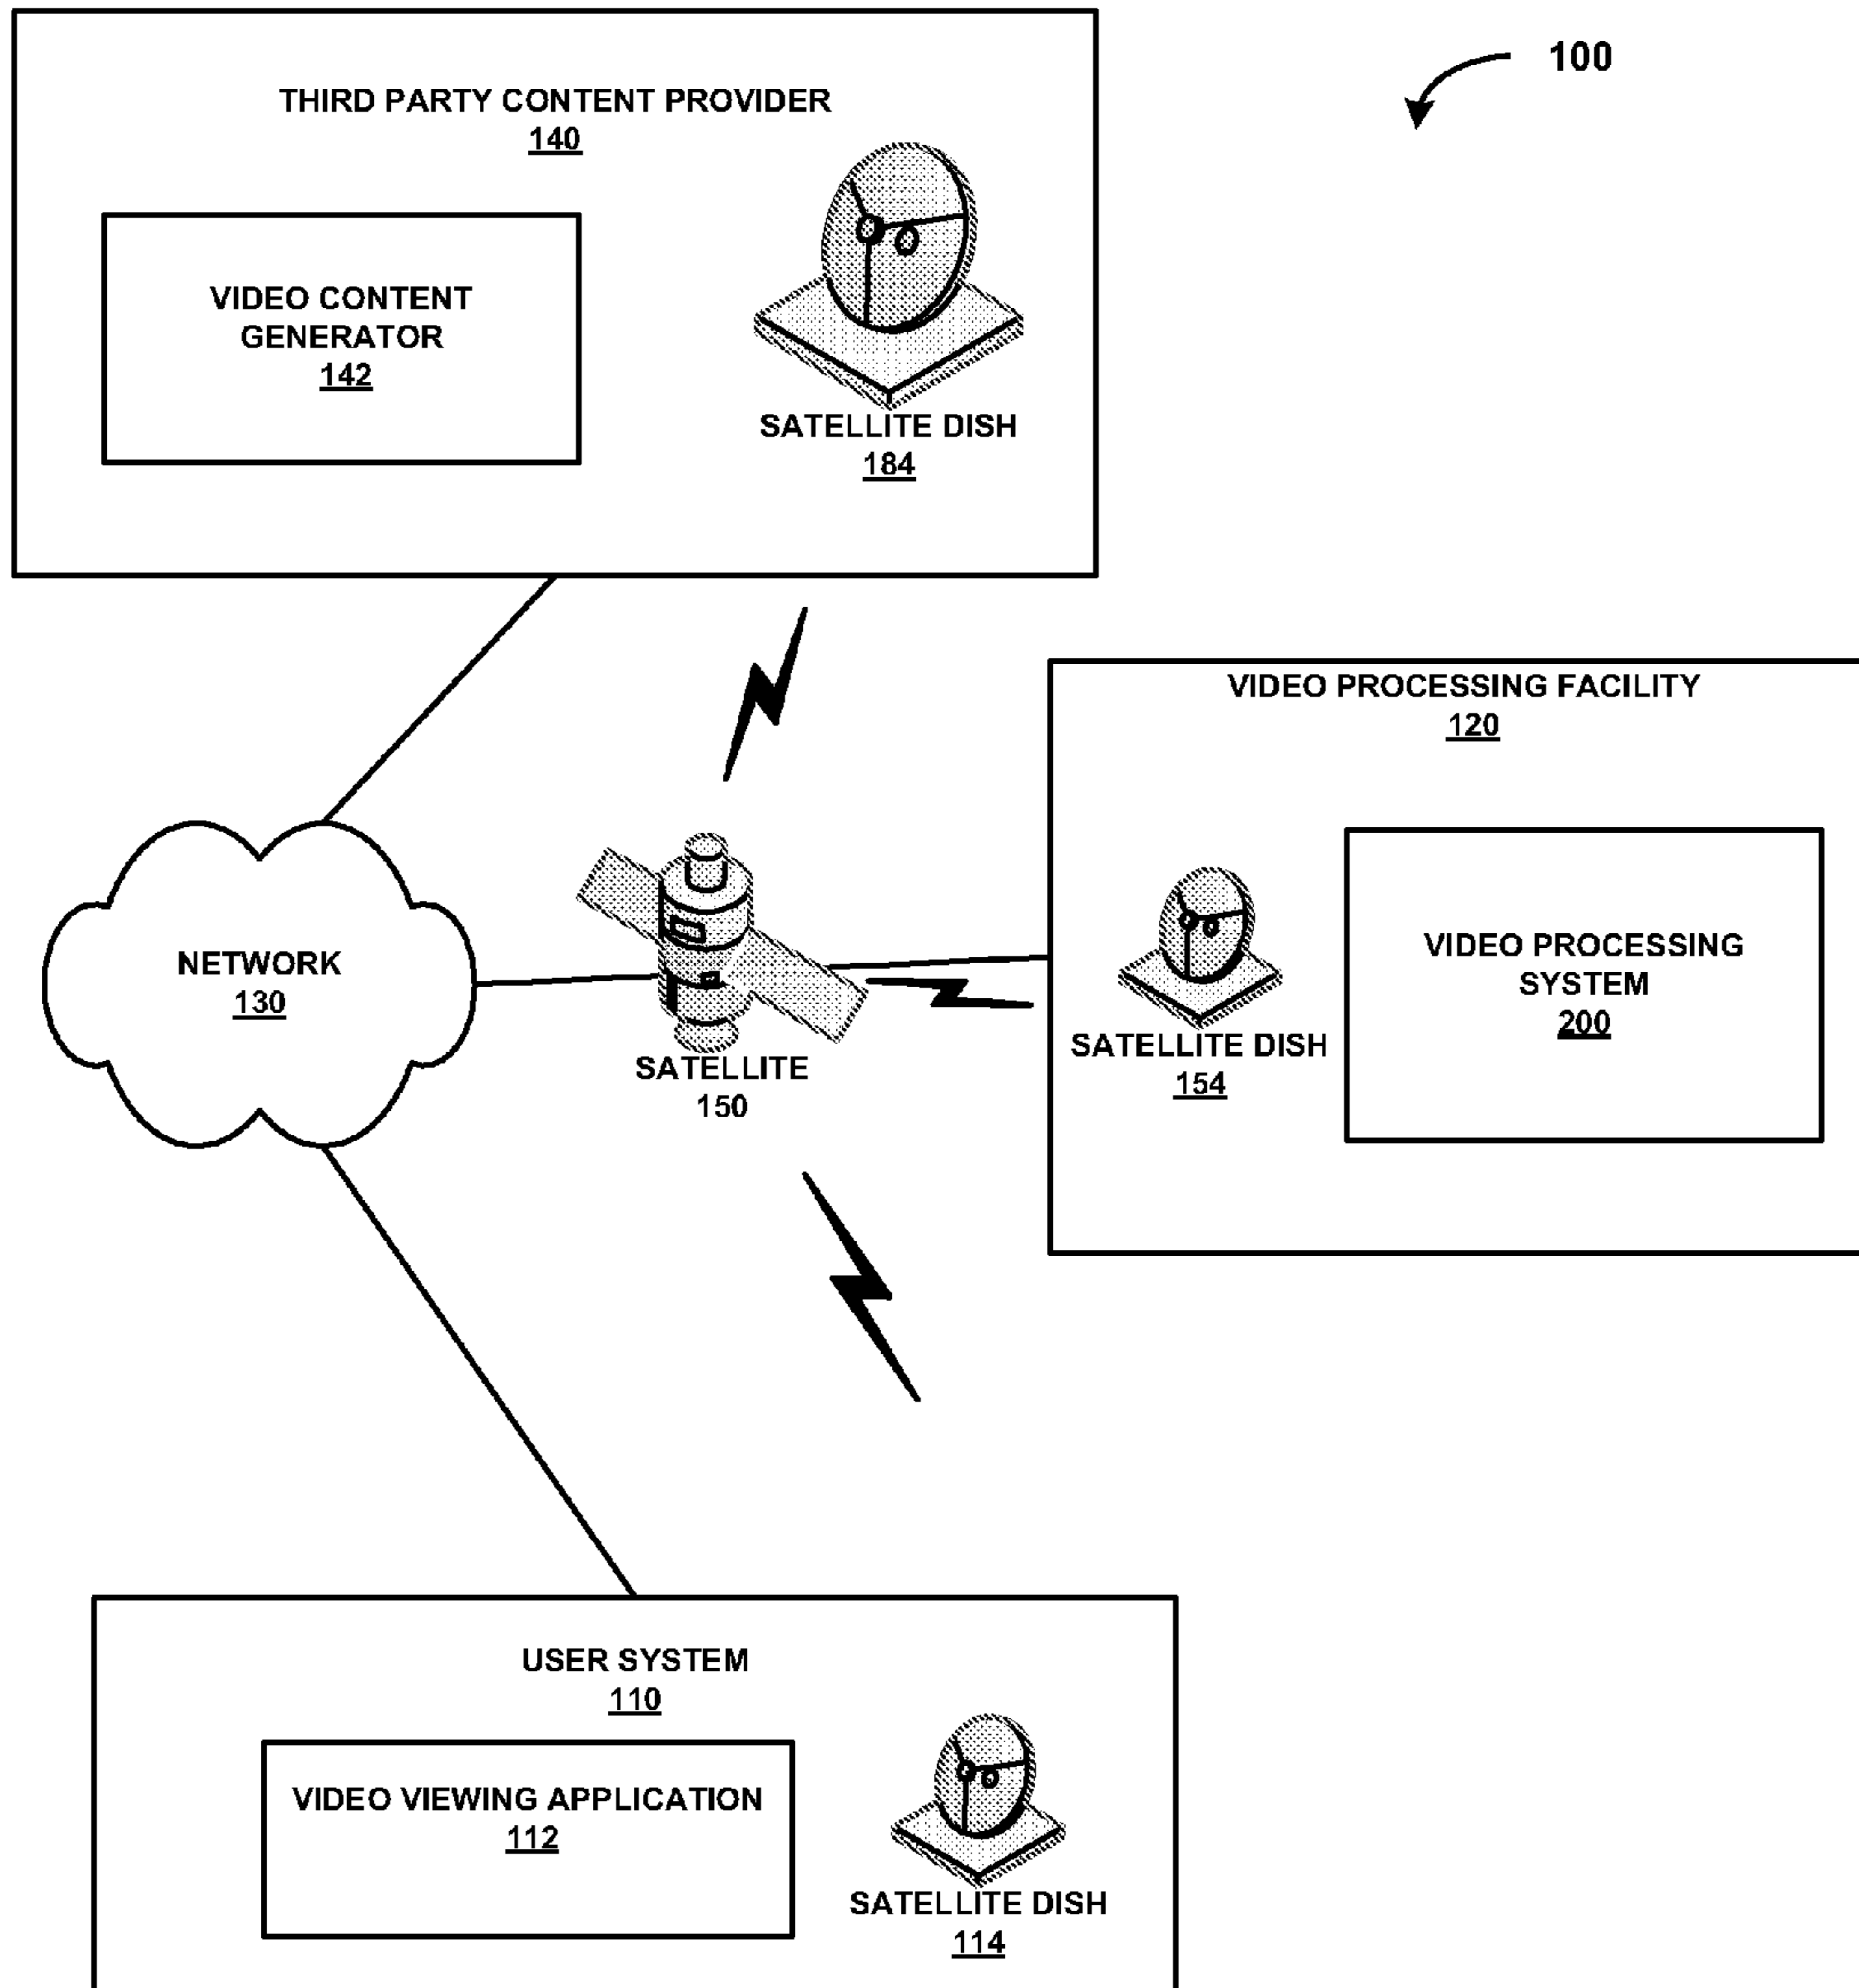 100
THIRD PARTY CONTENT PROVIDER
140
VIDEO CONTENT
GENERATOR
142
SATELLITE DISH
184
VIDEO PROCESSING FACILITY
120
NETWORK
130
SATELLITE
150
SATELLITE DISH
154
VIDEO PROCESSING
SYSTEM
200
USER SYSTEM
110
VIDEO VIEWING APPLICATION
112
SATELLITE DISH
114